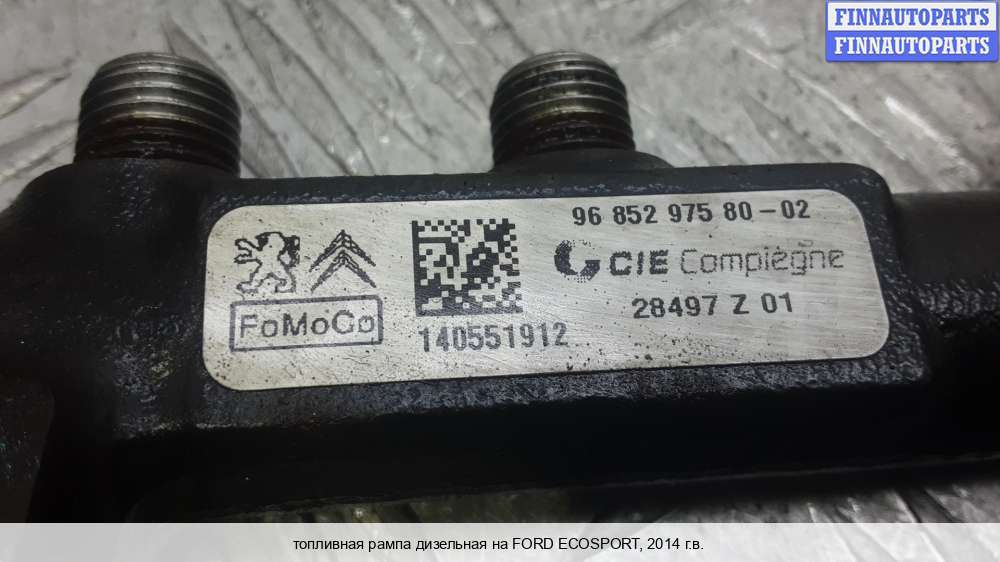 FINNAUTOPARTS
FINNAUTOPARTS
96 852 975 80-02
CIE Compiègne
28497 Z 01
FoMoCo
140551912
топливная рампа дизельная на FORD ECOSPORT, 2014 г.в.